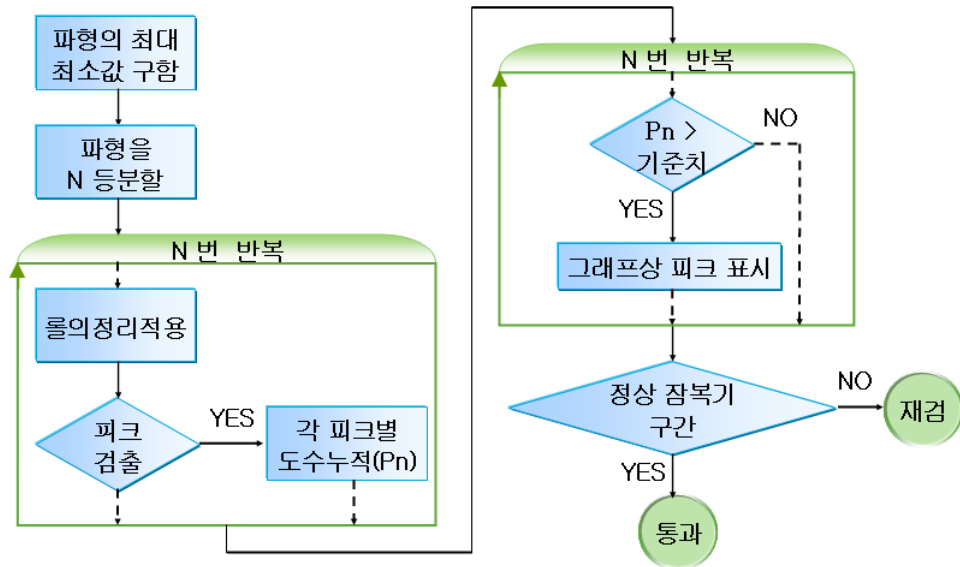 파형의 최대
최소값 구함
파형을
N 등분할
N 번 반복
롤의정리적용
피크
검출
YES
각 피크별
도수누적(Pn)
N 번 반복
Pn >
기준치
NO
YES
그래프상 피크 표시
정상 잠복기
구간
NO
재검
YES
통과